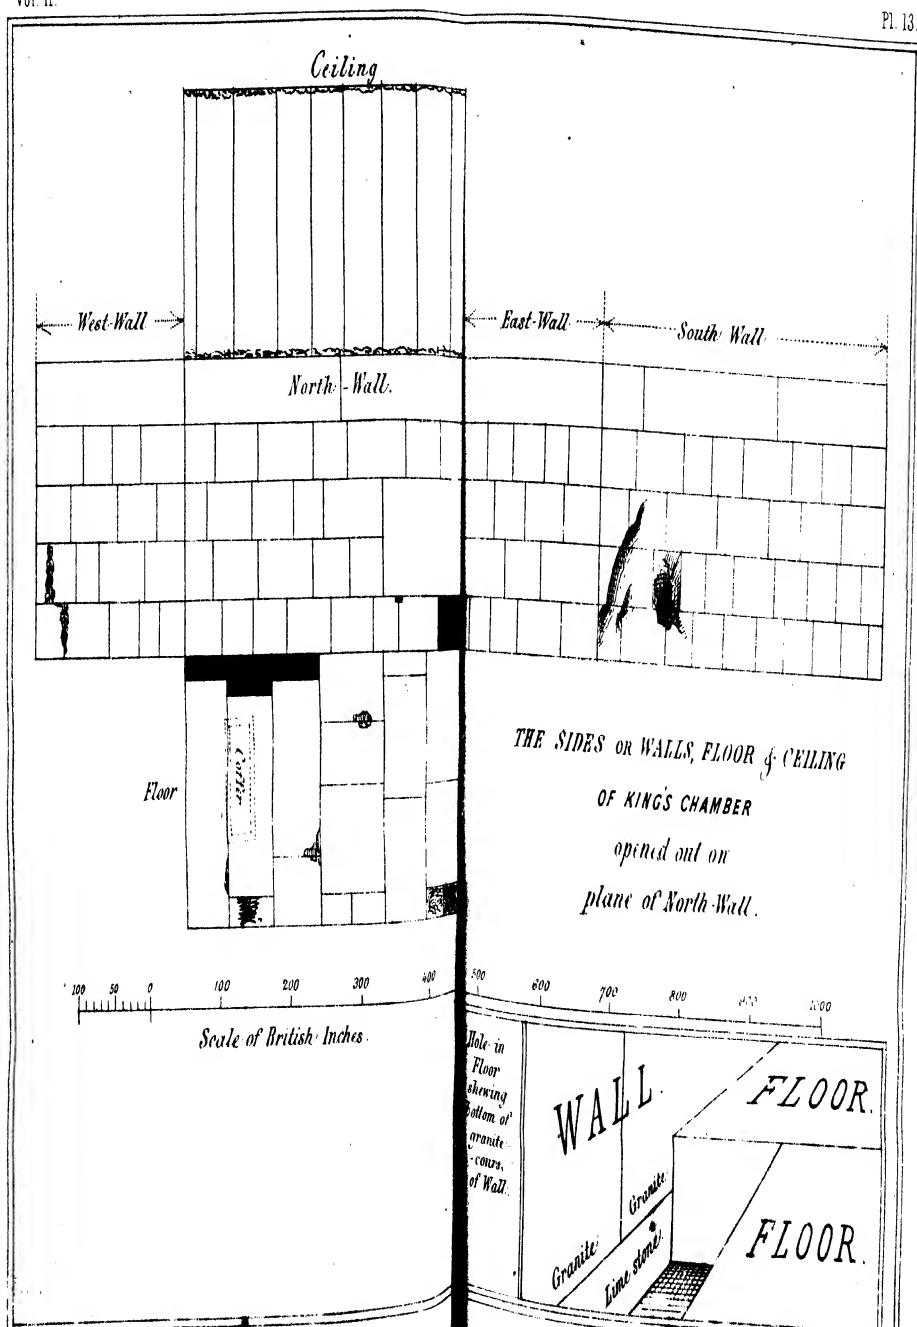 Vol. II.
Pl. 13.
Ceiling
West-Wall
East-Wall
South Wall
North-Wall.
Floor
Coffer
THE SIDES OR WALLS, FLOOR & CEILING
OF KING'S CHAMBER
opened out on
plane of North-Wall.
100 50 0 100 200 300 400 500 600 700 800 900 1000
Scale of British Inches.
Hole in
Floor
shewing
bottom of
granite
-course
of Wall.
WALL.
FLOOR.
Granite
Granite
Lime stone
FLOOR.